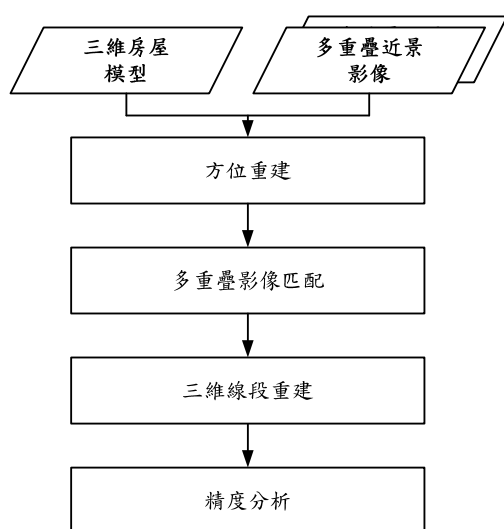 三維房屋
模型
多重疊近景
影像
方位重建
多重疊影像匹配
三維線段重建
精度分析